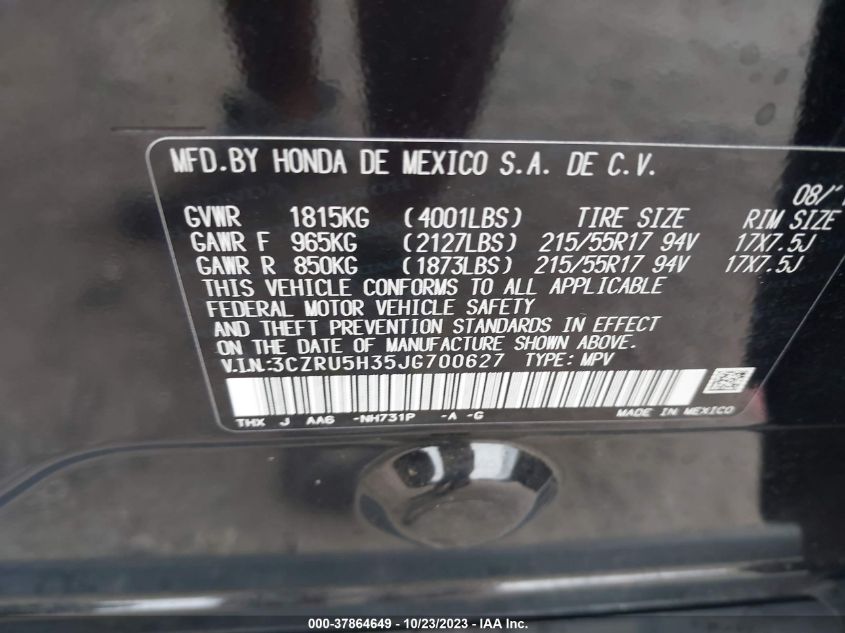 MFD.BY HONDA DE MEXICO S.A. DE C.V.
08/
GVWR 1815KG (4001LBS) TIRE SIZE RIM SIZE
GAWR F 965KG (2127LBS) 215/55R17 94V 17X7.5J
GAWR R 850KG (1873LBS) 215/55R17 94V 17X7.5J
THIS VEHICLE CONFORMS TO ALL APPLICABLE
FEDERAL MOTOR VEHICLE SAFETY
AND THEFT PREVENTION STANDARDS IN EFFECT
ON THE DATE OF MANUFACTURE SHOWN ABOVE.
V.I.N.:3CZRU5H35JG700627 TYPE: MPV
THX J AA6 -NH731P -A -G MADE IN MEXICO
000-37864649 - 10/23/2023 - IAA Inc.